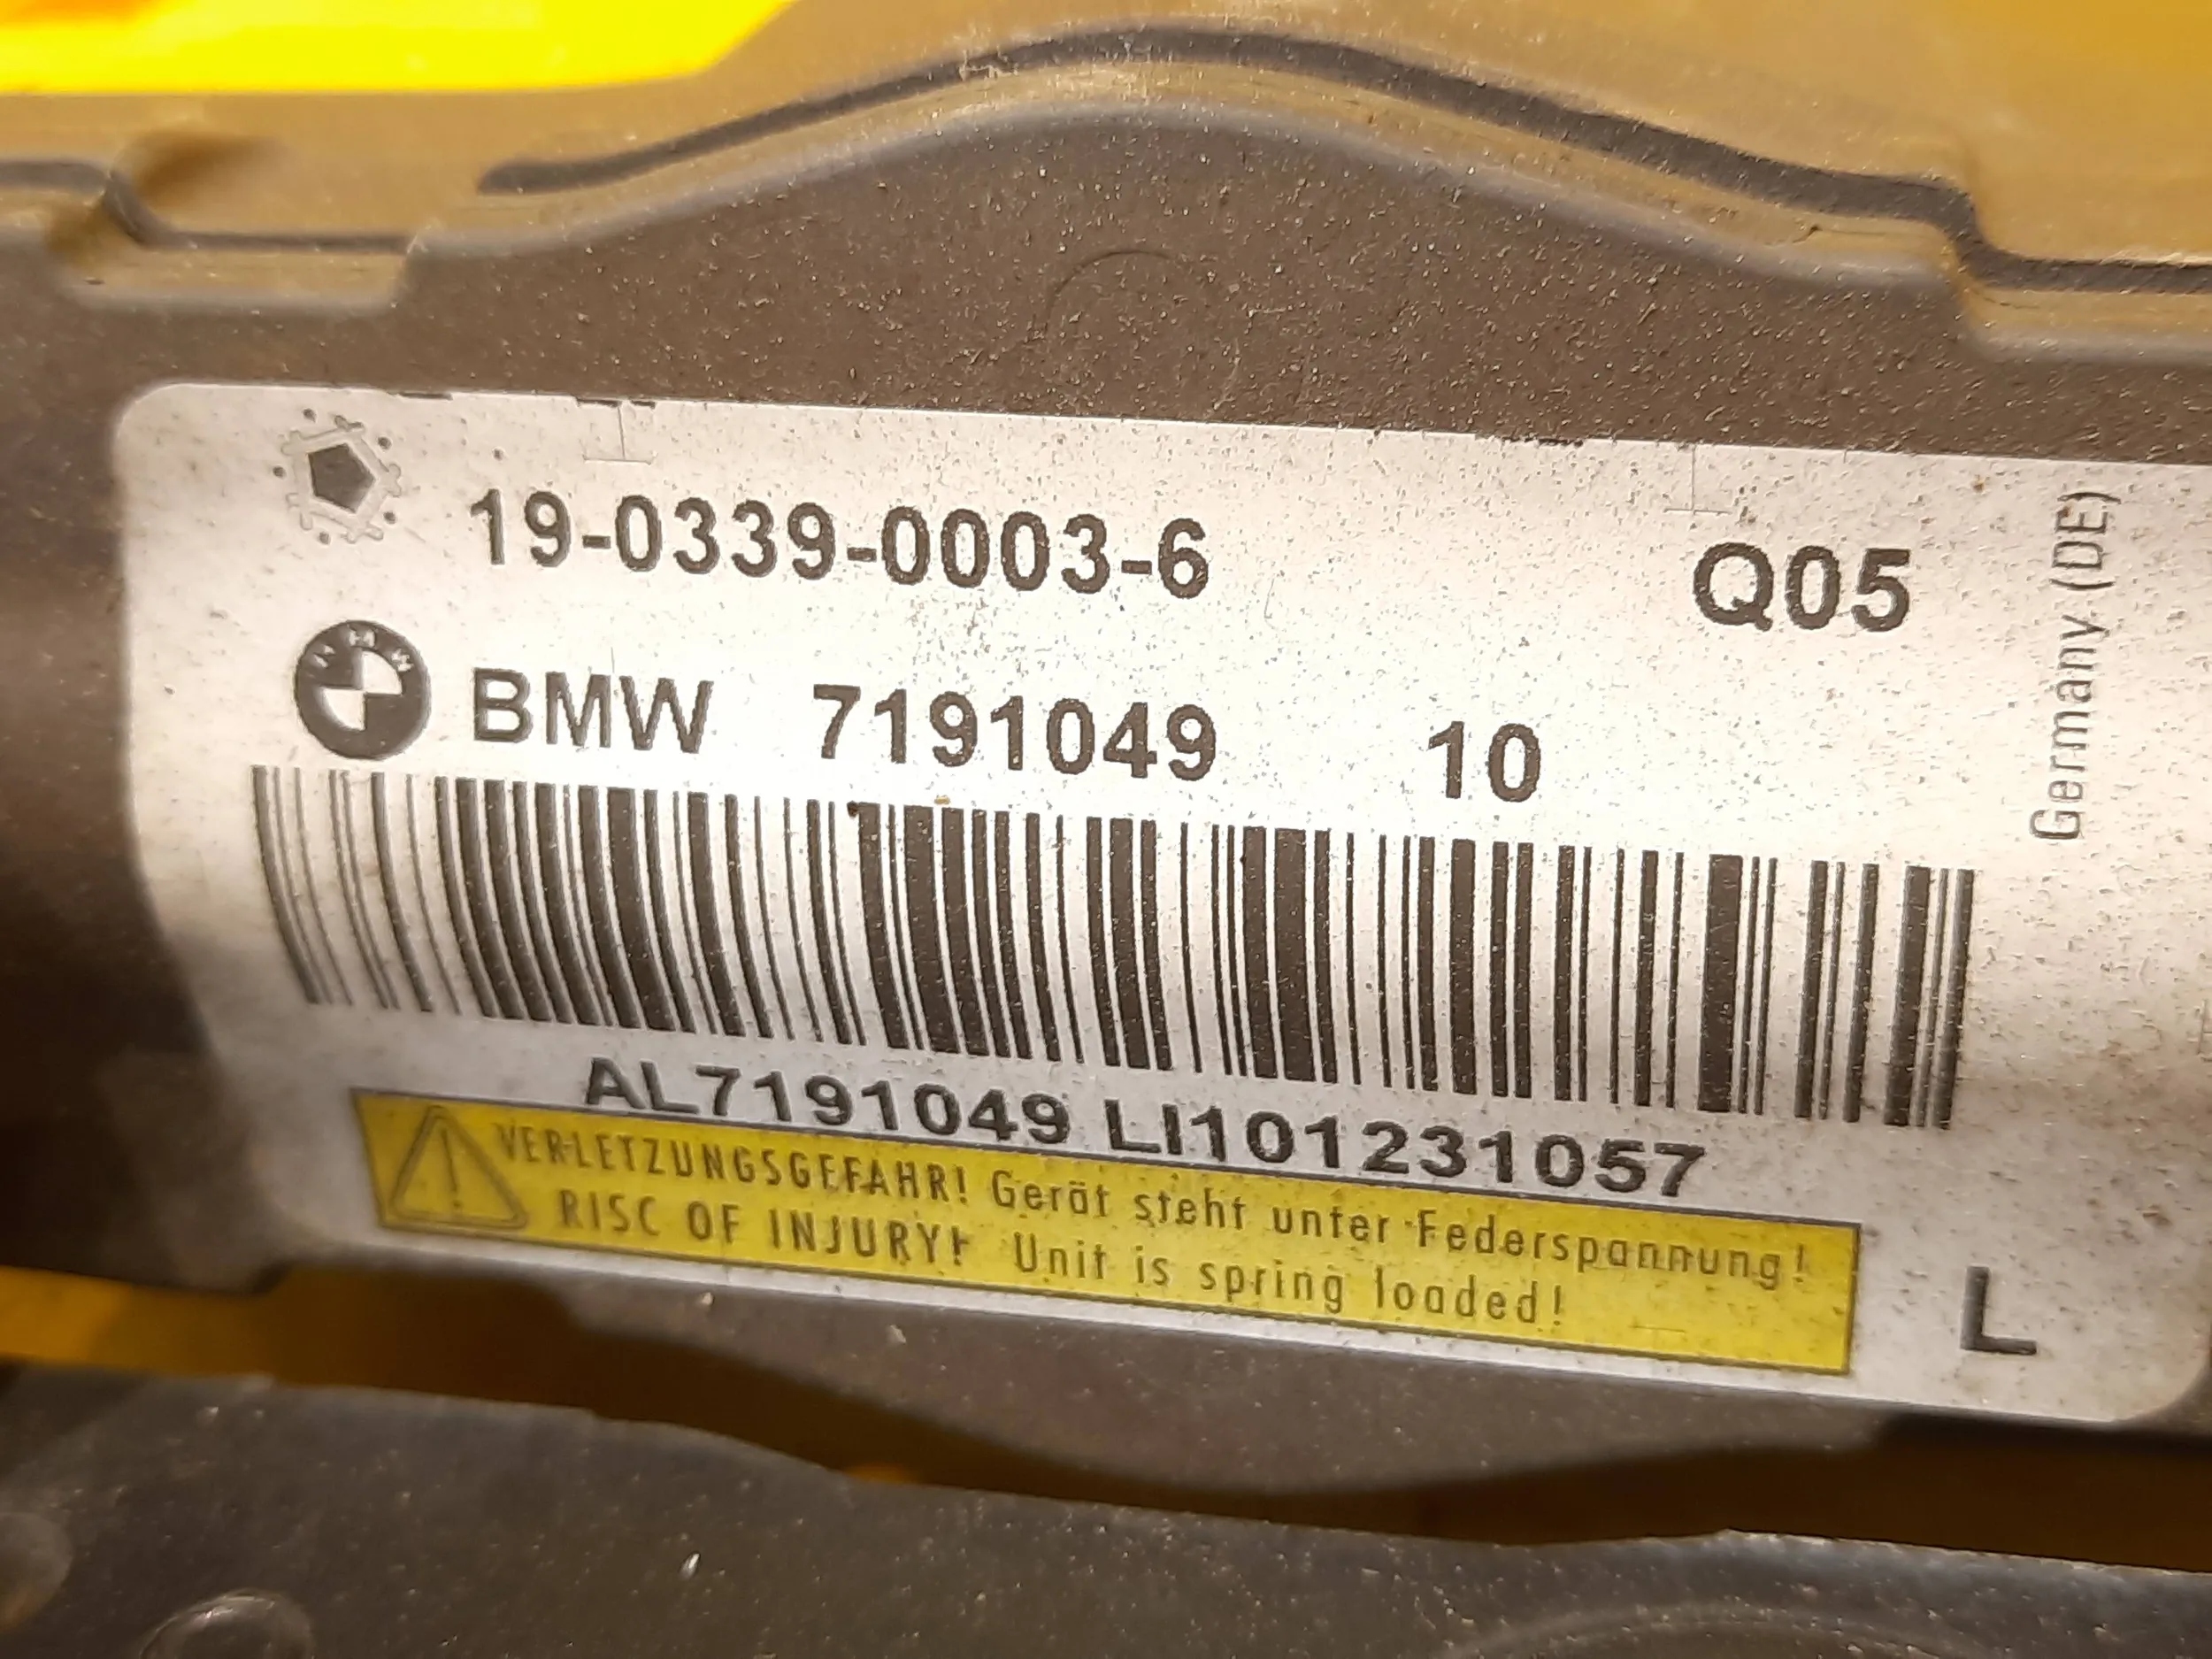 19-0339-0003-6 Q05
BMW 7191049 10
Germany (DE)
AL7191049 LI101231057
VERLETZUNGSGEFAHR! Gerät steht unter Federspannung!
RISC OF INJURY! Unit is spring loaded!
L